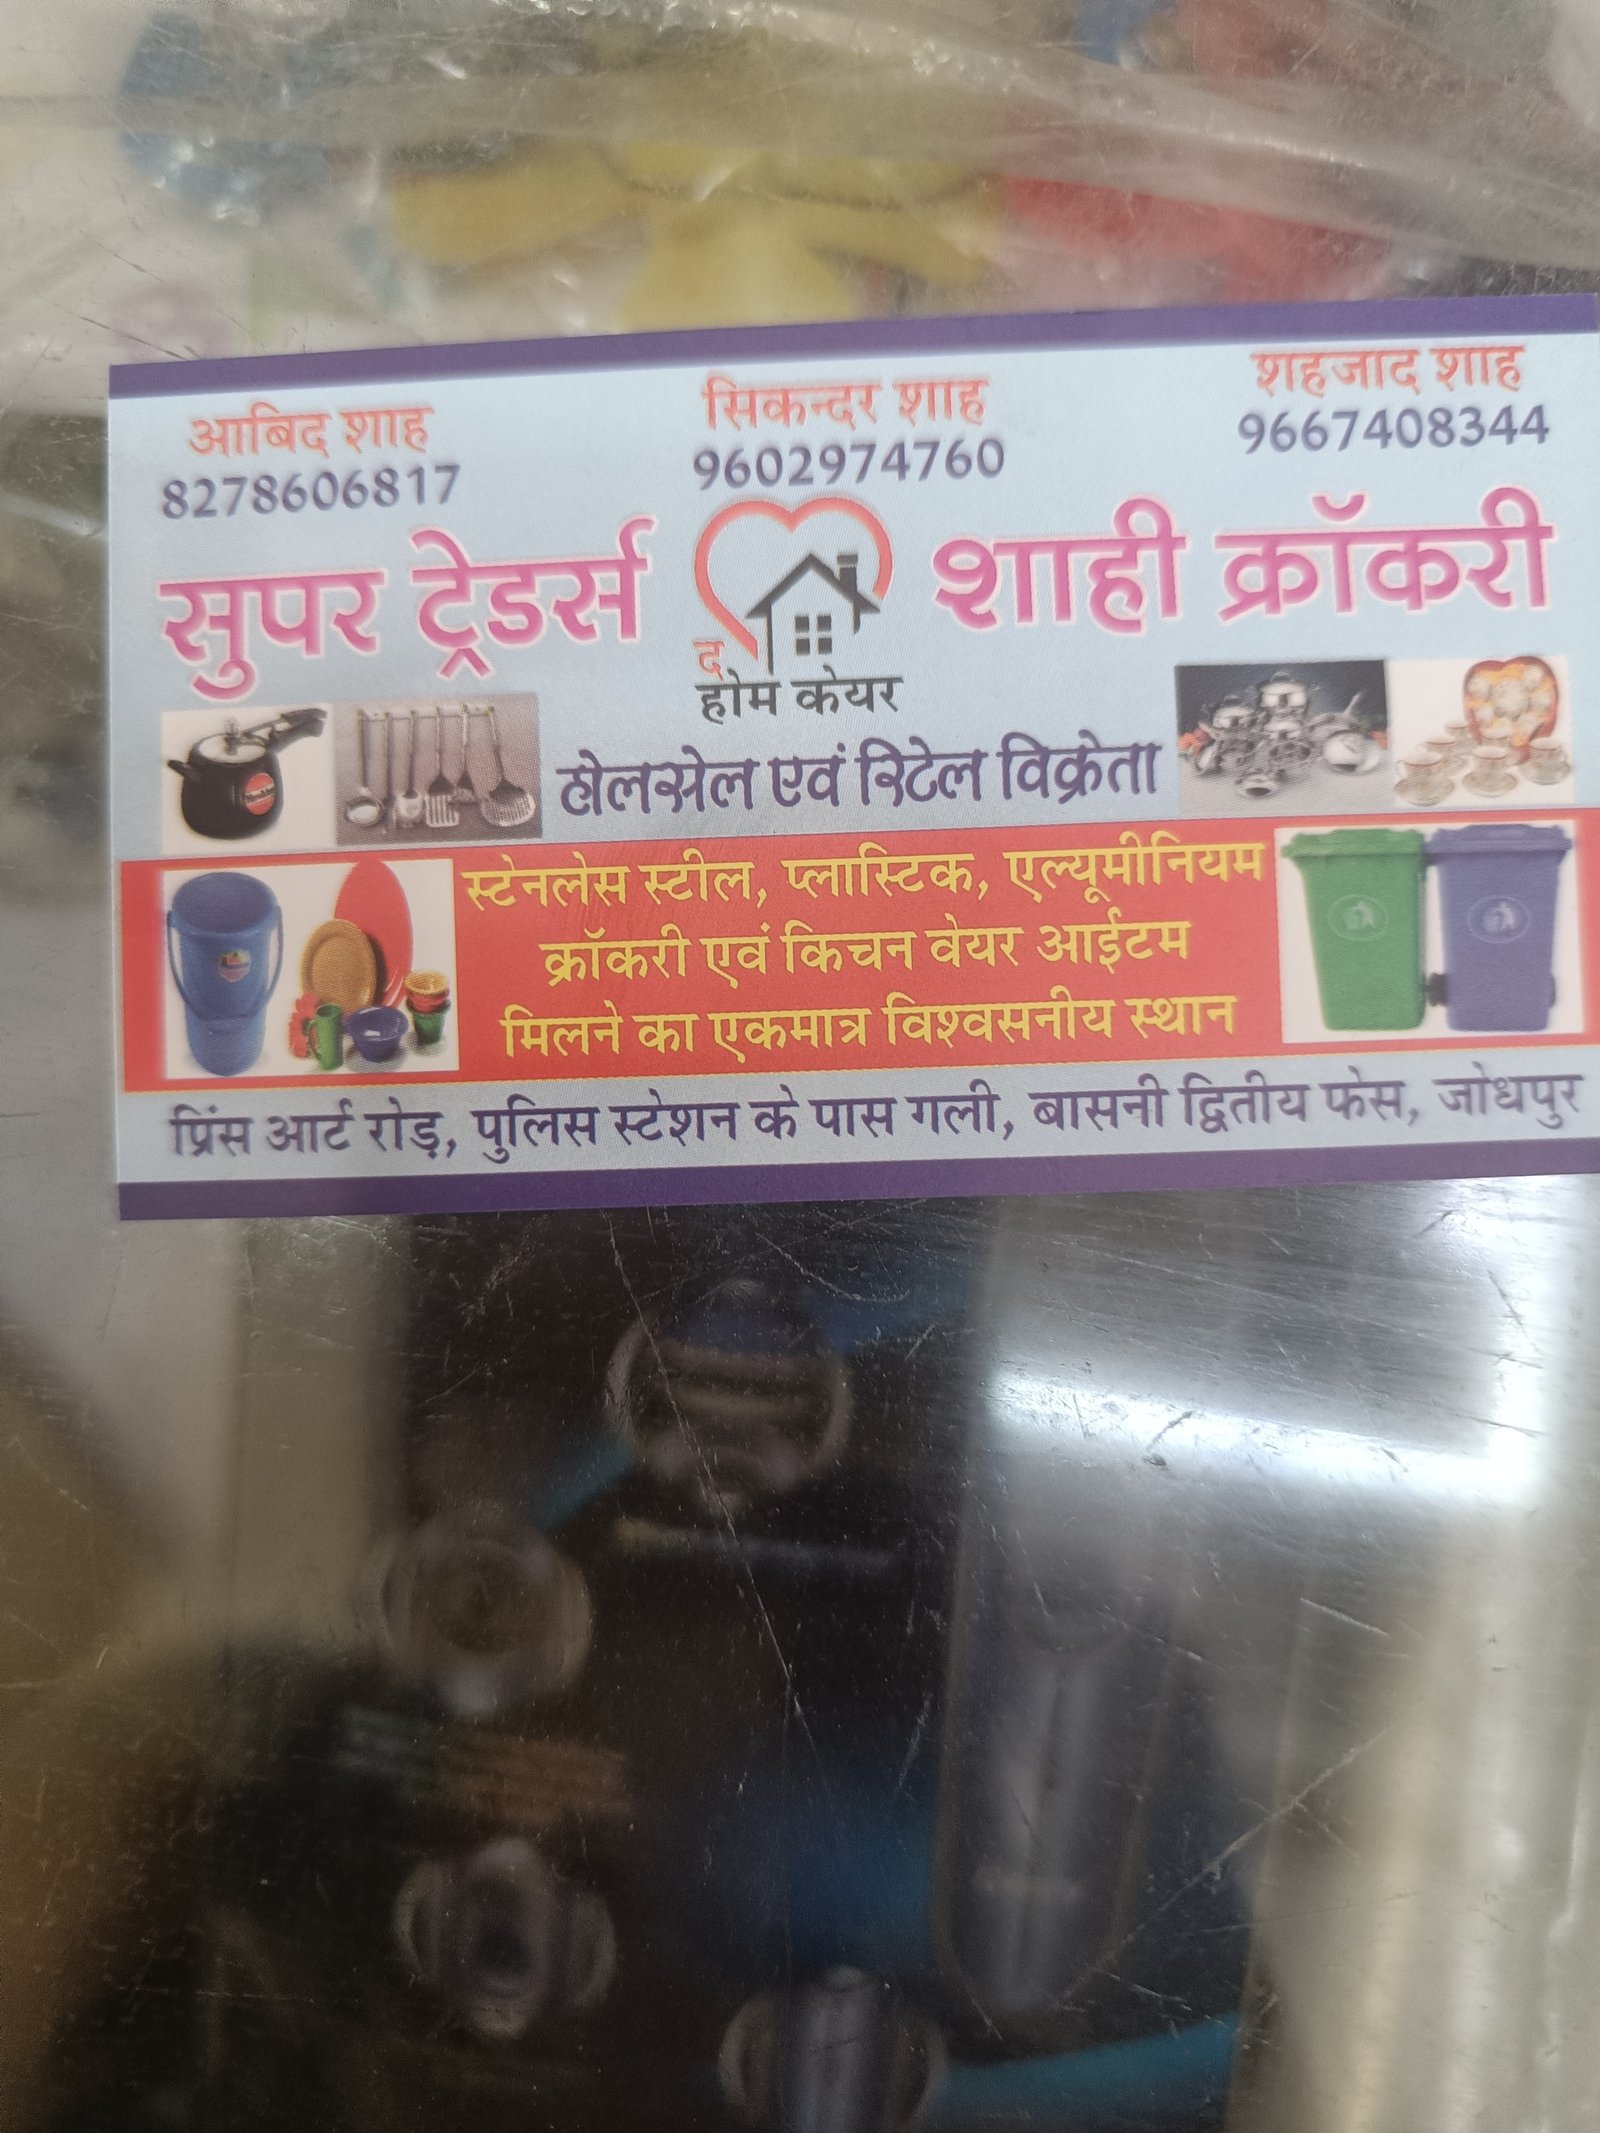 आबिद शाह
8278606817
सिकन्दर शाह
9602974760
शहजाद शाह
9667408344
सुपर ट्रेडर्स
शाही क्रॉकरी
द
होम केयर
होलसेल एवं रिटेल विक्रेता
स्टेनलेस स्टील, प्लास्टिक, एल्यूमीनियम
क्रॉकरी एवं किचन वेयर आईटम
मिलने का एकमात्र विश्वसनीय स्थान
प्रिंस आर्ट रोड़, पुलिस स्टेशन के पास गली, बासनी द्वितीय फेस, जोधपुर